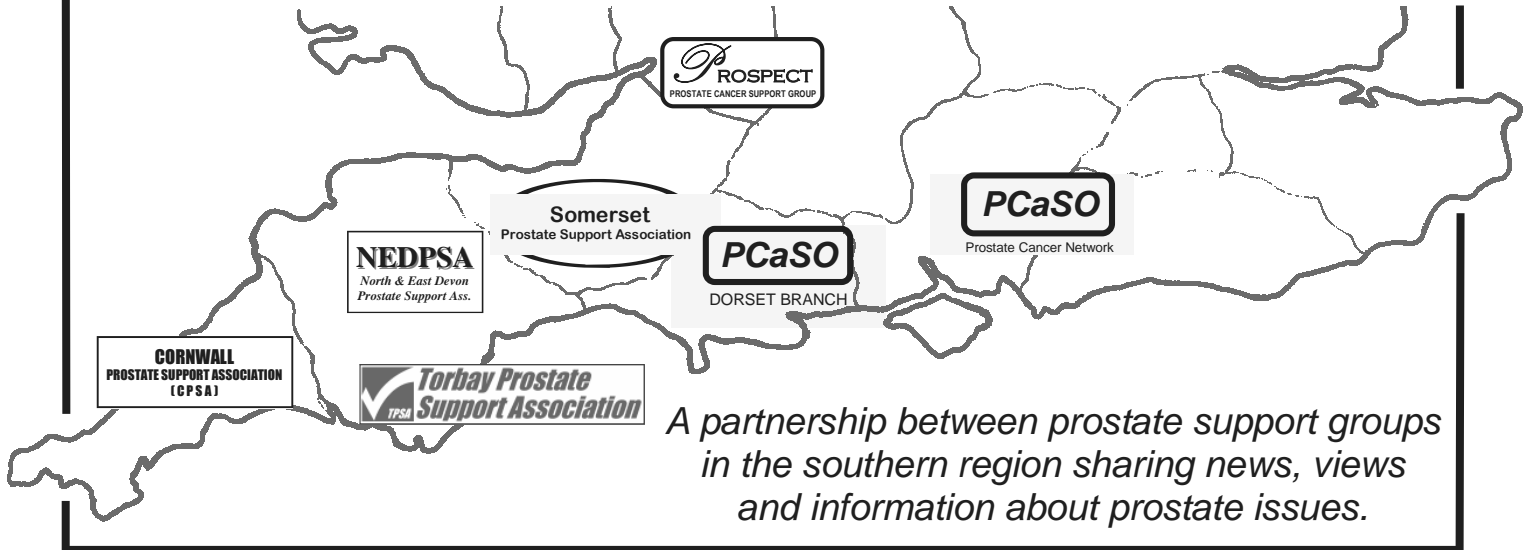 PROSPECT
PROSTATE CANCER SUPPORT GROUP
PCaSO
Prostate Cancer Network
Somerset
Prostate Support Association
PCaSO
DORSET BRANCH
NEDPSA
North & East Devon
Prostate Support Ass.
CORNWALL
PROSTATE SUPPORT ASSOCIATION
(CPSA)
TPSA
Torbay Prostate
Support Association
A partnership between prostate support groups
in the southern region sharing news, views
and information about prostate issues.